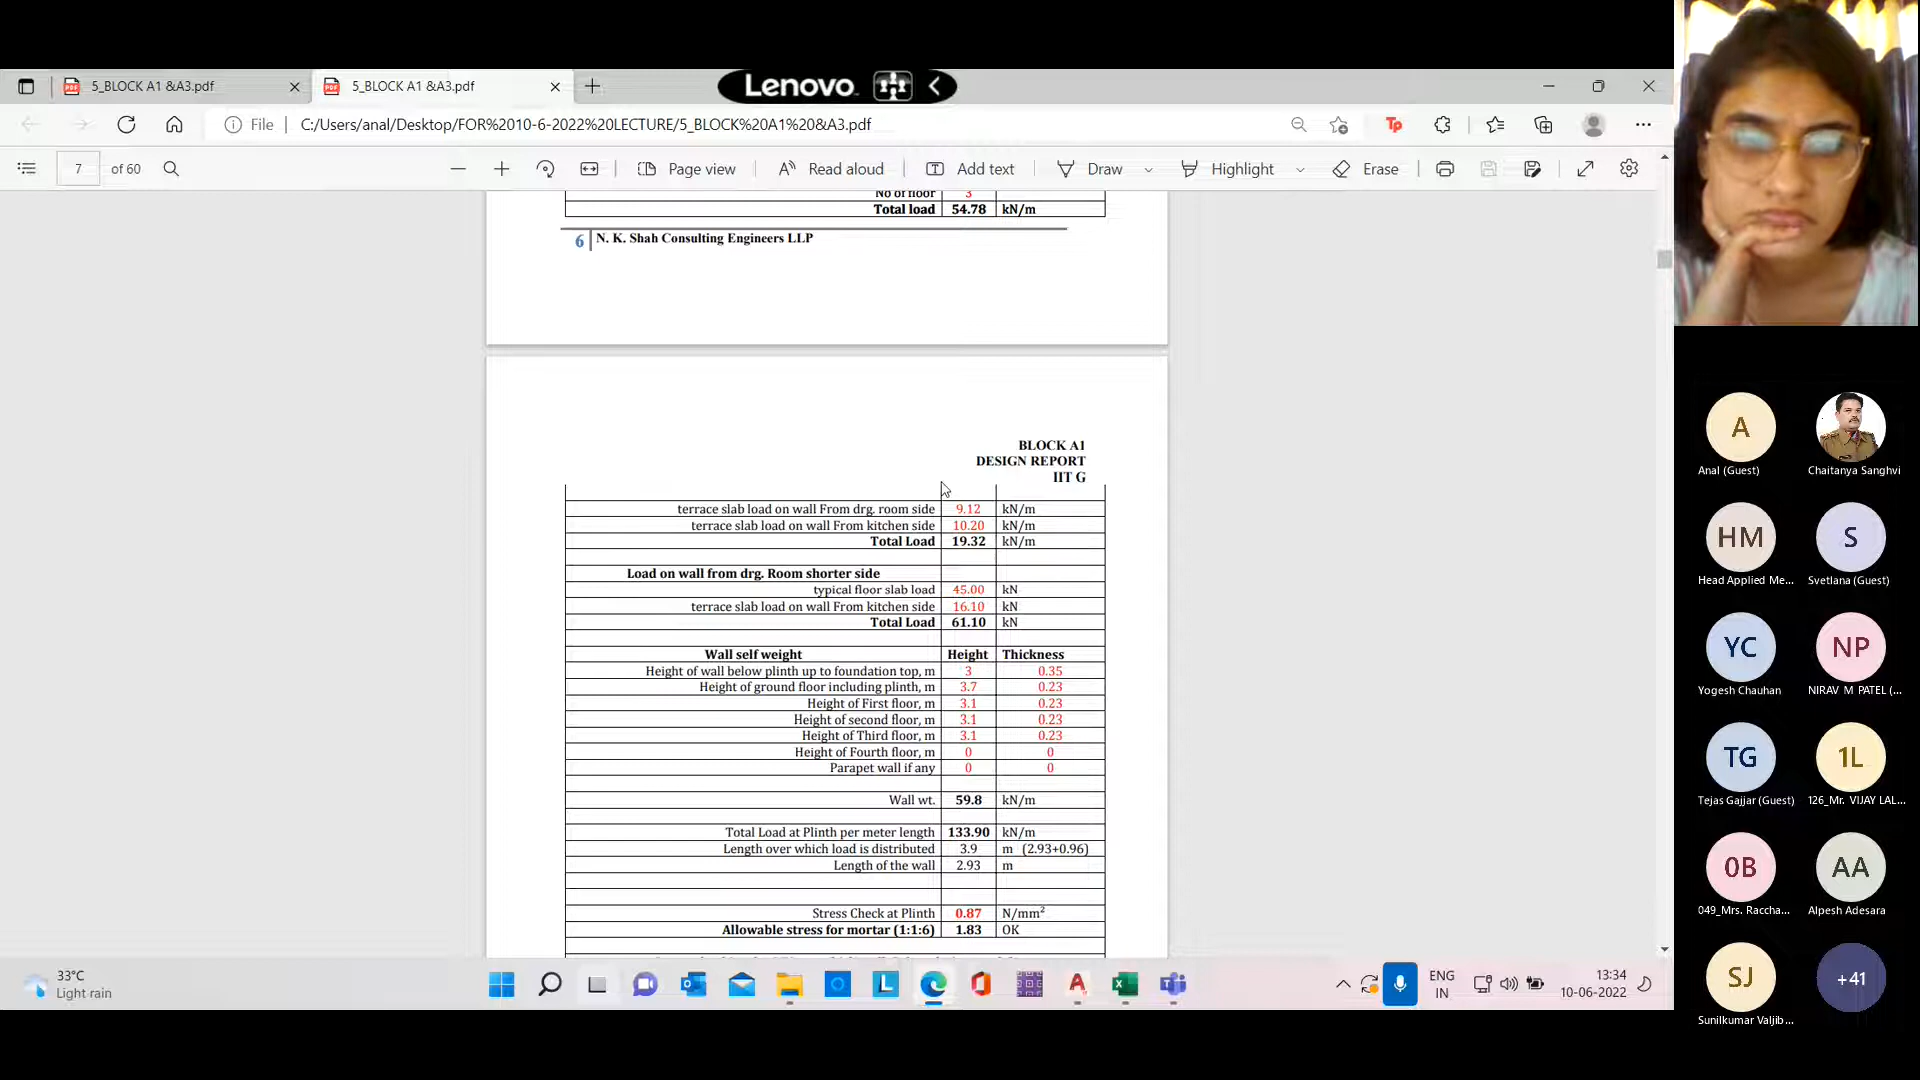 5_BLOCK A1 &A3.pdf
5_BLOCK A1 &A3.pdf
Lenovo
File
C:/Users/anal/Desktop/FOR%2010-6-2022%20LECTURE/5_BLOCK%20A1%20&A3.pdf
7 of 60
Page view
Read aloud
Add text
Draw
Highlight
Erase
No of floor 3
Total load 54.78 kN/m
6 N. K. Shah Consulting Engineers LLP
BLOCK A1
DESIGN REPORT
IIT G
terrace slab load on wall From drg. room side 9.12 kN/m
terrace slab load on wall From kitchen side 10.20 kN/m
Total Load 19.32 kN/m
Load on wall from drg. Room shorter side
typical floor slab load 45.00 kN
terrace slab load on wall From kitchen side 16.10 kN
Total Load 61.10 kN
Wall self weight Height Thickness
Height of wall below plinth up to foundation top, m 3 0.35
Height of ground floor including plinth, m 3.7 0.23
Height of First floor, m 3.1 0.23
Height of second floor, m 3.1 0.23
Height of Third floor, m 3.1 0.23
Height of Fourth floor, m 0 0
Parapet wall if any 0 0
Wall wt. 59.8 kN/m
Total Load at Plinth per meter length 133.90 kN/m
Length over which load is distributed 3.9 m (2.93+0.96)
Length of the wall 2.93 m
Stress Check at Plinth 0.87 N/mm²
Allowable stress for mortar (1:1:6) 1.83 OK
33°C
Light rain
ENG
IN
13:34
10-06-2022
A
Anal (Guest)
Chaitanya Sanghvi
HM
Head Applied Me...
S
Svetlana (Guest)
YC
Yogesh Chauhan
NP
NIRAV M PATEL (...
TG
Tejas Gajjar (Guest)
1L
126_Mr. VIJAY LAL...
0B
049_Mrs. Raccha...
AA
Alpesh Adesara
SJ
Sunilkumar Valjib...
+41